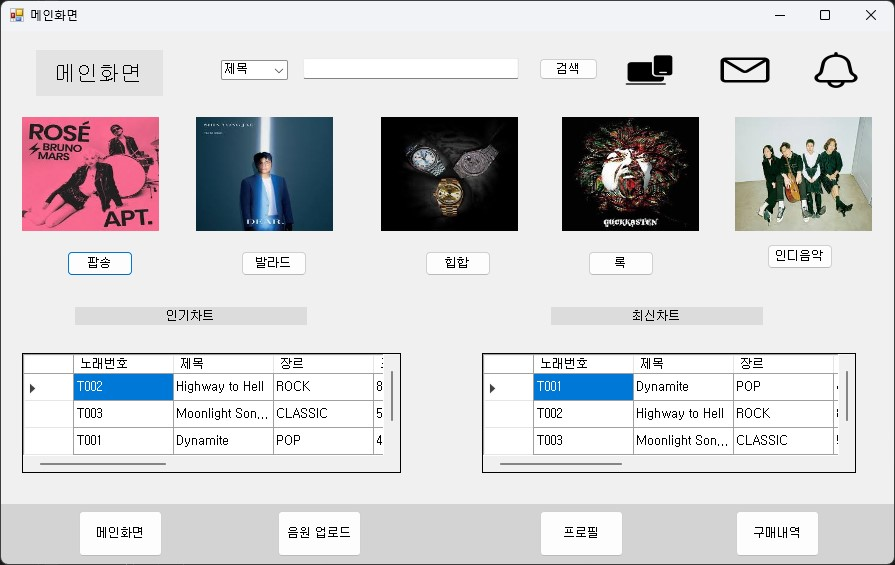 메인화면
메인화면
제목
검색
ROSÉ
BRUNO
MARS
APT.
DEAR.
GUCKKASTEN
팝송
발라드
힙합
록
인디음악
인기차트
최신차트
노래번호 제목 장르
T002 Highway to Hell ROCK 8
T003 Moonlight Son... CLASSIC 5
T001 Dynamite POP 4
노래번호 제목 장르
T001 Dynamite POP
T002 Highway to Hell ROCK
T003 Moonlight Son... CLASSIC
메인화면
음원 업로드
프로필
구매내역